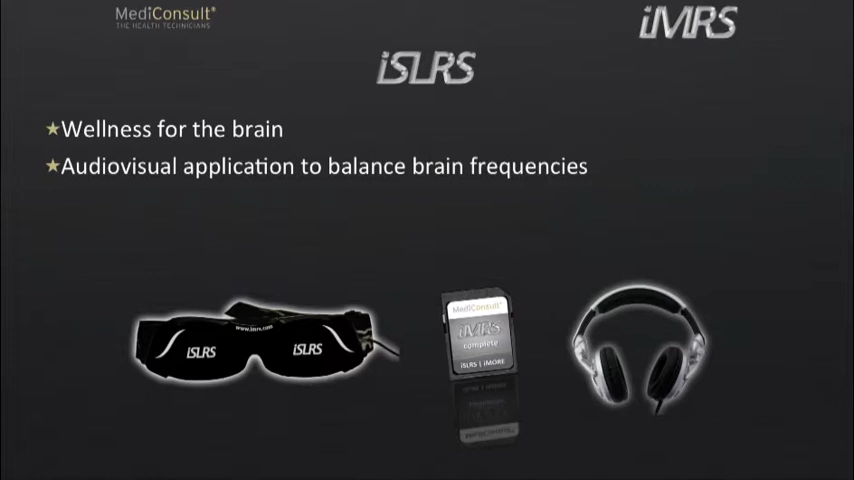 MediConsult®
THE HEALTH TECHNICIANS
iMRS
iSLRS
★Wellness for the brain
★Audiovisual application to balance brain frequencies
www.imrs.com
iSLRS
iSLRS
MediConsult®
iMRS
complete
iSLRS | iMORE